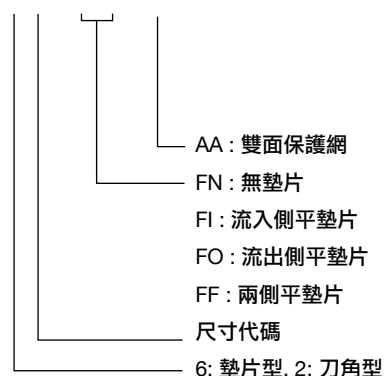 AA : 雙面保護網
FN : 無墊片
FI : 流入側平墊片
FO : 流出側平墊片
FF : 兩側平墊片
尺寸代碼
6: 墊片型, 2: 刀角型